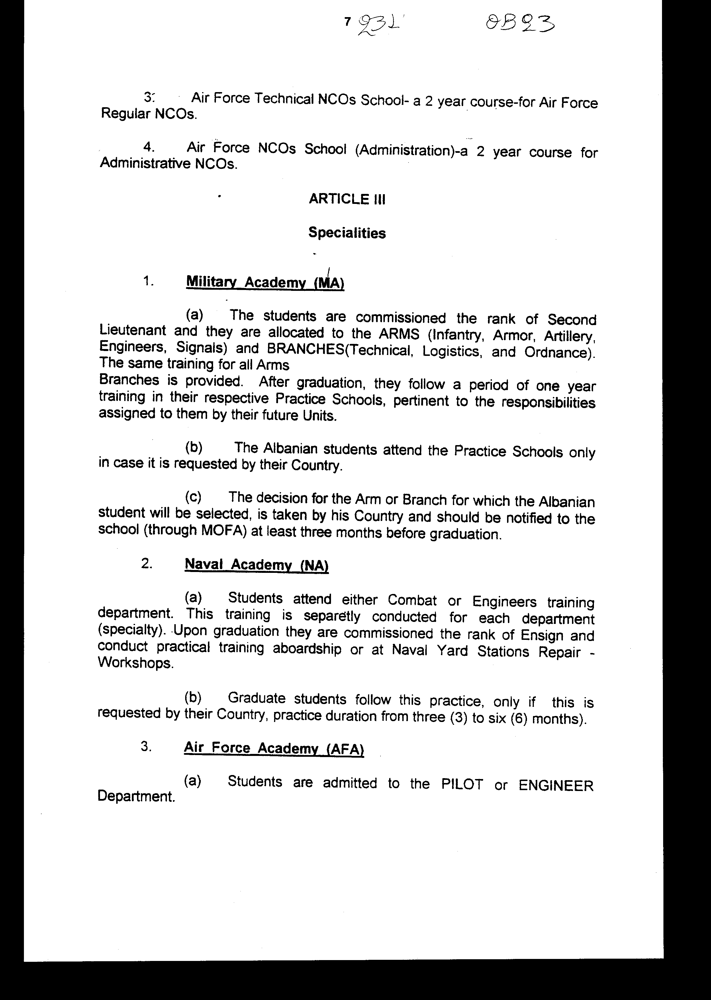 7 231 OB23
3. Air Force Technical NCOs School- a 2 year course-for Air Force
Regular NCOs.
4. Air Force NCOs School (Administration)-a 2 year course for
Administrative NCOs.
ARTICLE III
Specialities
1. Military Academy (MA)
(a) The students are commissioned the rank of Second
Lieutenant and they are allocated to the ARMS (Infantry, Armor, Artillery,
Engineers, Signals) and BRANCHES(Technical, Logistics, and Ordnance).
The same training for all Arms
Branches is provided. After graduation, they follow a period of one year
training in their respective Practice Schools, pertinent to the responsibilities
assigned to them by their future Units.
(b) The Albanian students attend the Practice Schools only
in case it is requested by their Country.
(c) The decision for the Arm or Branch for which the Albanian
student will be selected, is taken by his Country and should be notified to the
school (through MOFA) at least three months before graduation.
2. Naval Academy (NA)
(a) Students attend either Combat or Engineers training
department. This training is separetly conducted for each department
(specialty). Upon graduation they are commissioned the rank of Ensign and
conduct practical training aboardship or at Naval Yard Stations Repair -
Workshops.
(b) Graduate students follow this practice, only if this is
requested by their Country, practice duration from three (3) to six (6) months).
3. Air Force Academy (AFA)
(a) Students are admitted to the PILOT or ENGINEER
Department.